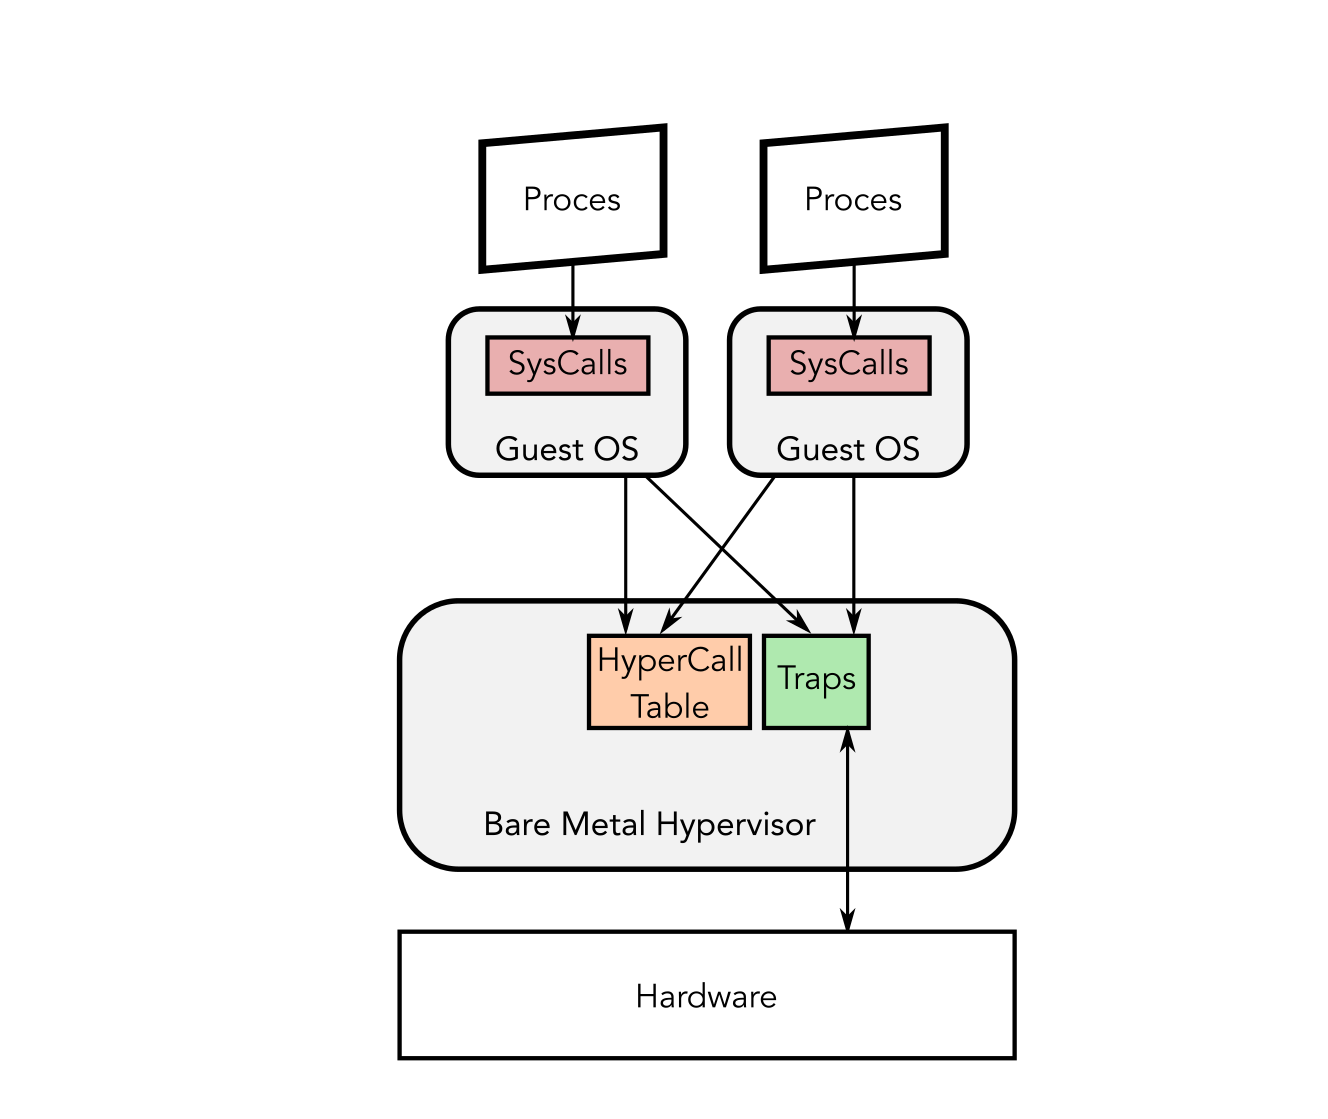 Proces
Proces
SysCalls
SysCalls
Guest OS
Guest OS
HyperCall
Table
Traps
Bare Metal Hypervisor
Hardware